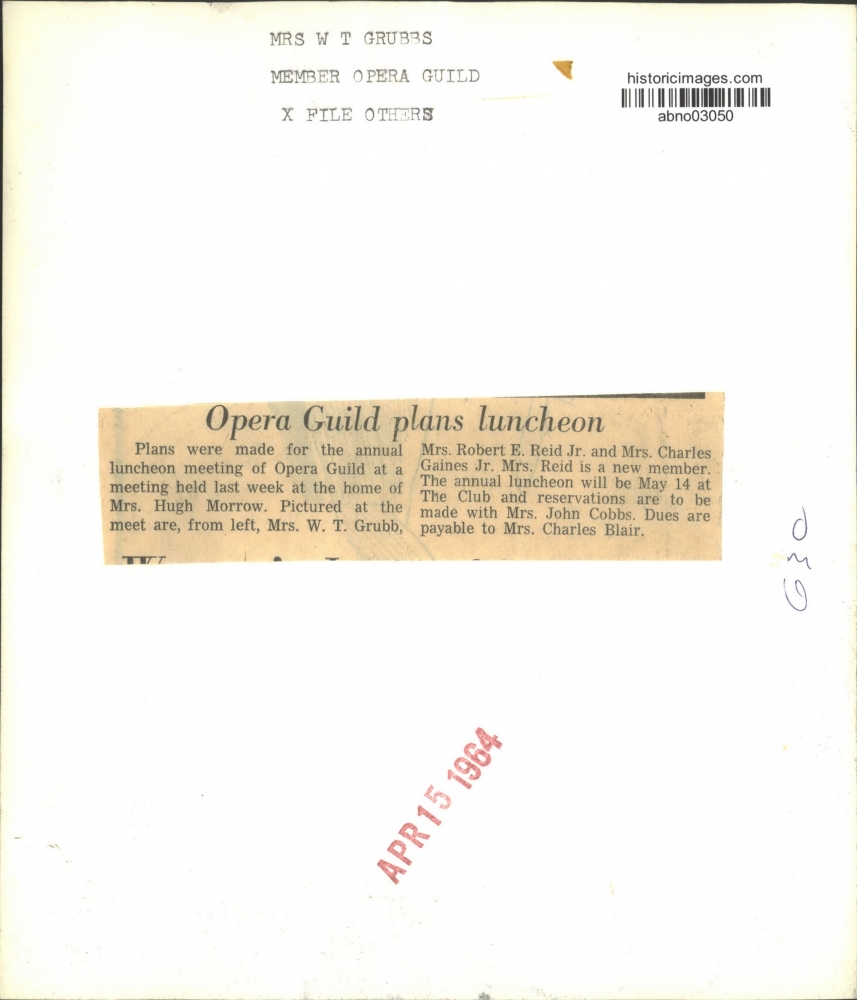 MRS W T GRUBBS
MEMBER OPERA GUILD
X FILE OTHERS
historicimages.com
abno03050
Opera Guild plans luncheon
Plans were made for the annual
luncheon meeting of Opera Guild at a
meeting held last week at the home of
Mrs. Hugh Morrow. Pictured at the
meet are, from left, Mrs. W. T. Grubb,
Mrs. Robert E. Reid Jr. and Mrs. Charles
Gaines Jr. Mrs. Reid is a new member.
The annual luncheon will be May 14 at
The Club and reservations are to be
made with Mrs. John Cobbs. Dues are
payable to Mrs. Charles Blair.
APR 15 1964